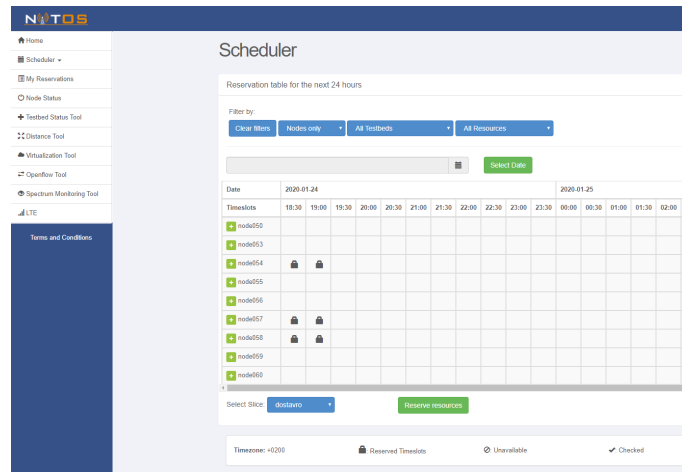 NITOS
Home
Scheduler
My Reservations
Node Status
Testbed Status Tool
Distance Tool
Virtualization Tool
Openflow Tool
Spectrum Monitoring Tool
LTE
Terms and Conditions
Scheduler
Reservation table for the next 24 hours
Filter by:
Clear filters Nodes only All Testbeds All Resources
Select Date
Date 2020-01-24 2020-01-25
Timeslots 18:30 19:00 19:30 20:00 20:30 21:00 21:30 22:00 22:30 23:00 23:30 00:00 00:30 01:00 01:30 02:00
node050
node053
node054
node055
node056
node057
node058
node059
node060
Select Slice: dostavro Reserve resources
Timezone: +0200 Reserved Timeslots Unavailable Checked